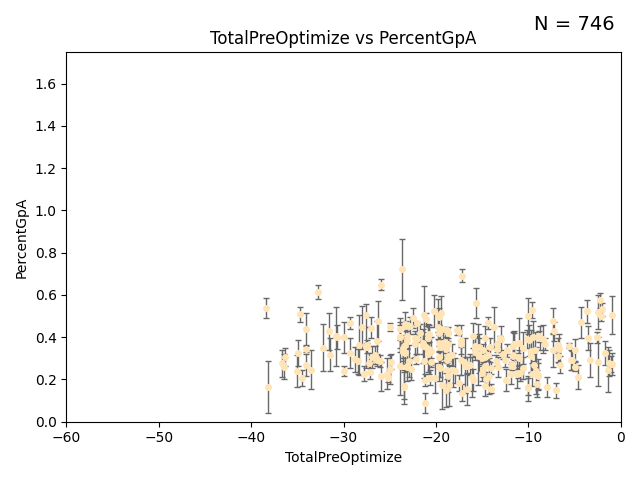 N = 746
TotalPreOptimize vs PercentGpA
PercentGpA
1.6
1.4
1.2
1.0
0.8
0.6
0.4
0.2
0.0
−60 −50 −40 −30 −20 −10 0
TotalPreOptimize